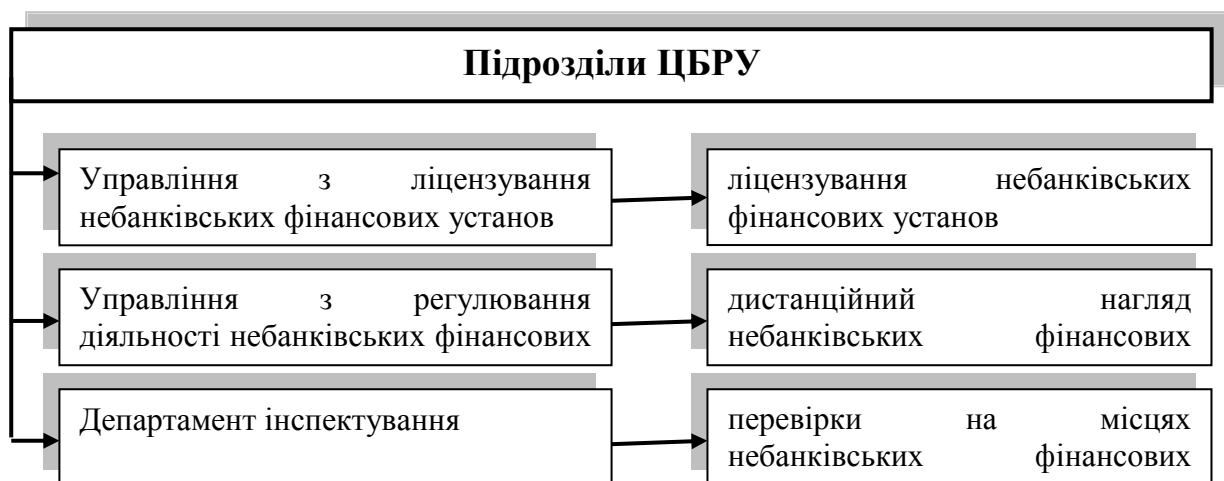 Підрозділи ЦБРУ
Управління з ліцензування
небанківських фінансових установ
ліцензування небанківських
фінансових установ
Управління з регулювання
діяльності небанківських фінансових
дистанційний нагляд
небанківських фінансових
Департамент інспектування
перевірки на місцях
небанківських фінансових